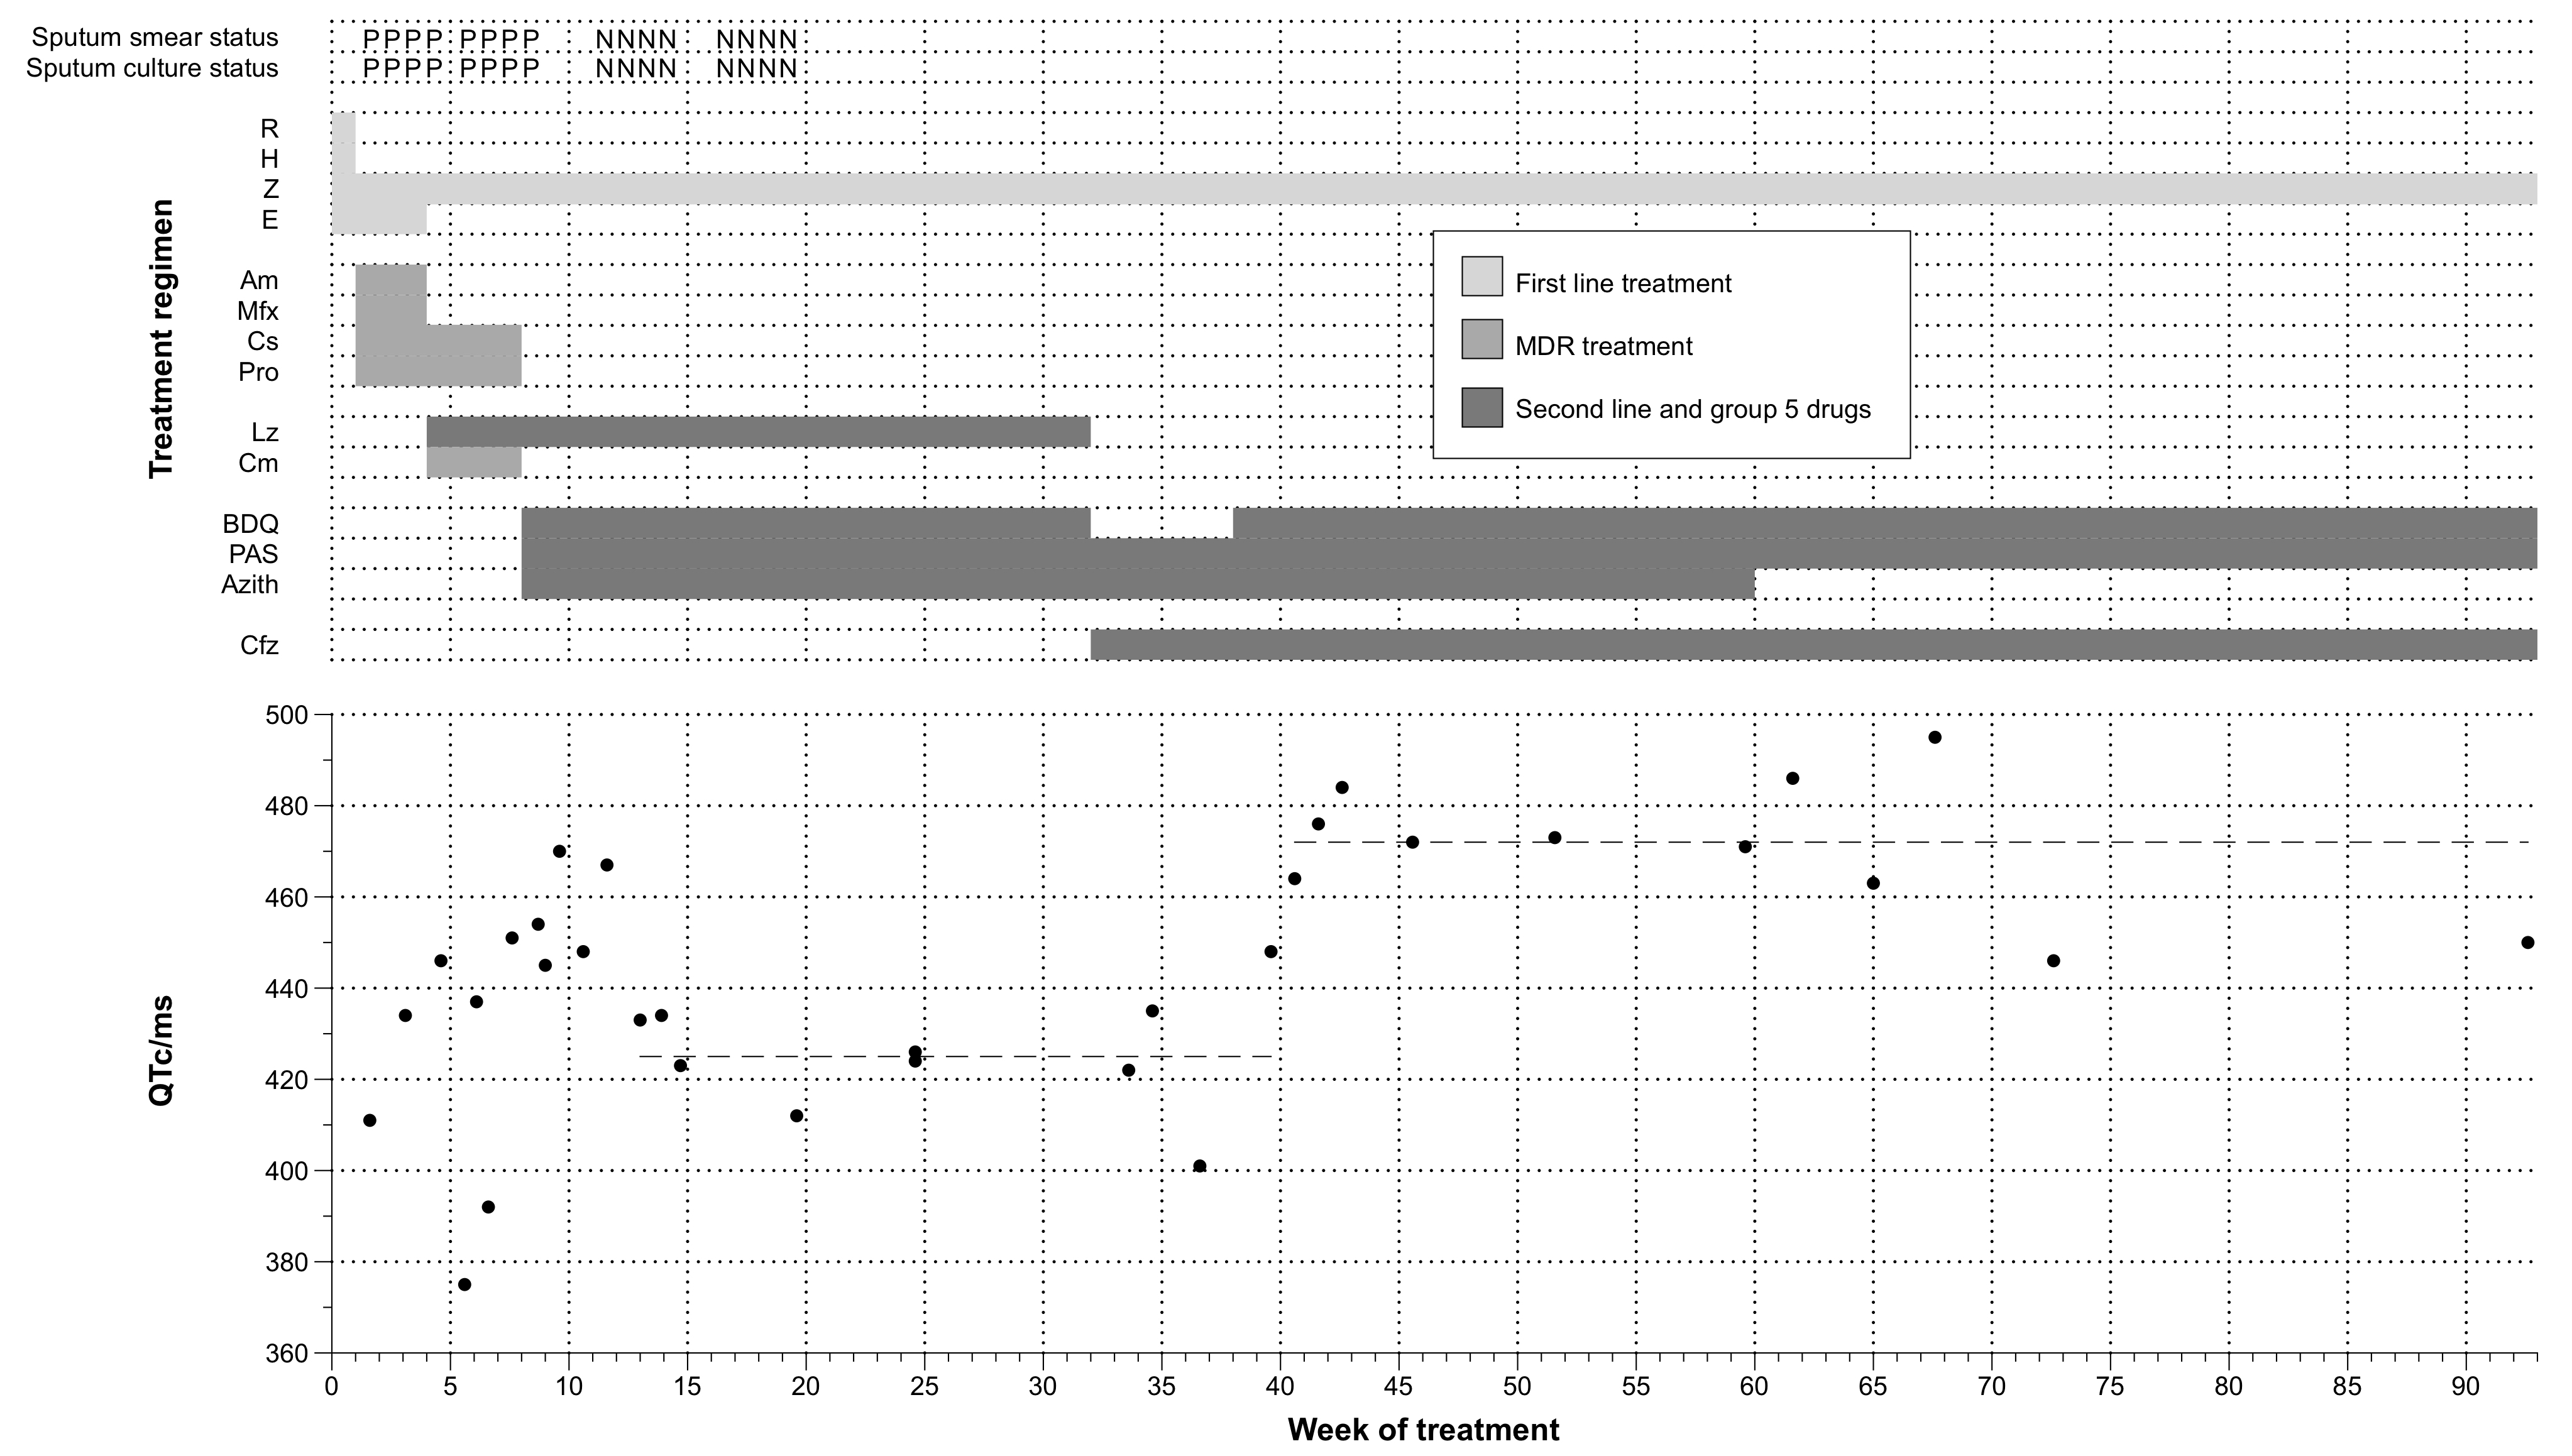 Sputum smear status PPPP PPPP NNNN NNNN
Sputum culture status PPPP PPPP NNNN NNNN
Treatment regimen
R
H
Z
E
Am
Mfx
Cs
Pro
Lz
Cm
BDQ
PAS
Azith
Cfz
First line treatment
MDR treatment
Second line and group 5 drugs
QTc/ms
500
480
460
440
420
400
380
360
0 5 10 15 20 25 30 35 40 45 50 55 60 65 70 75 80 85 90
Week of treatment